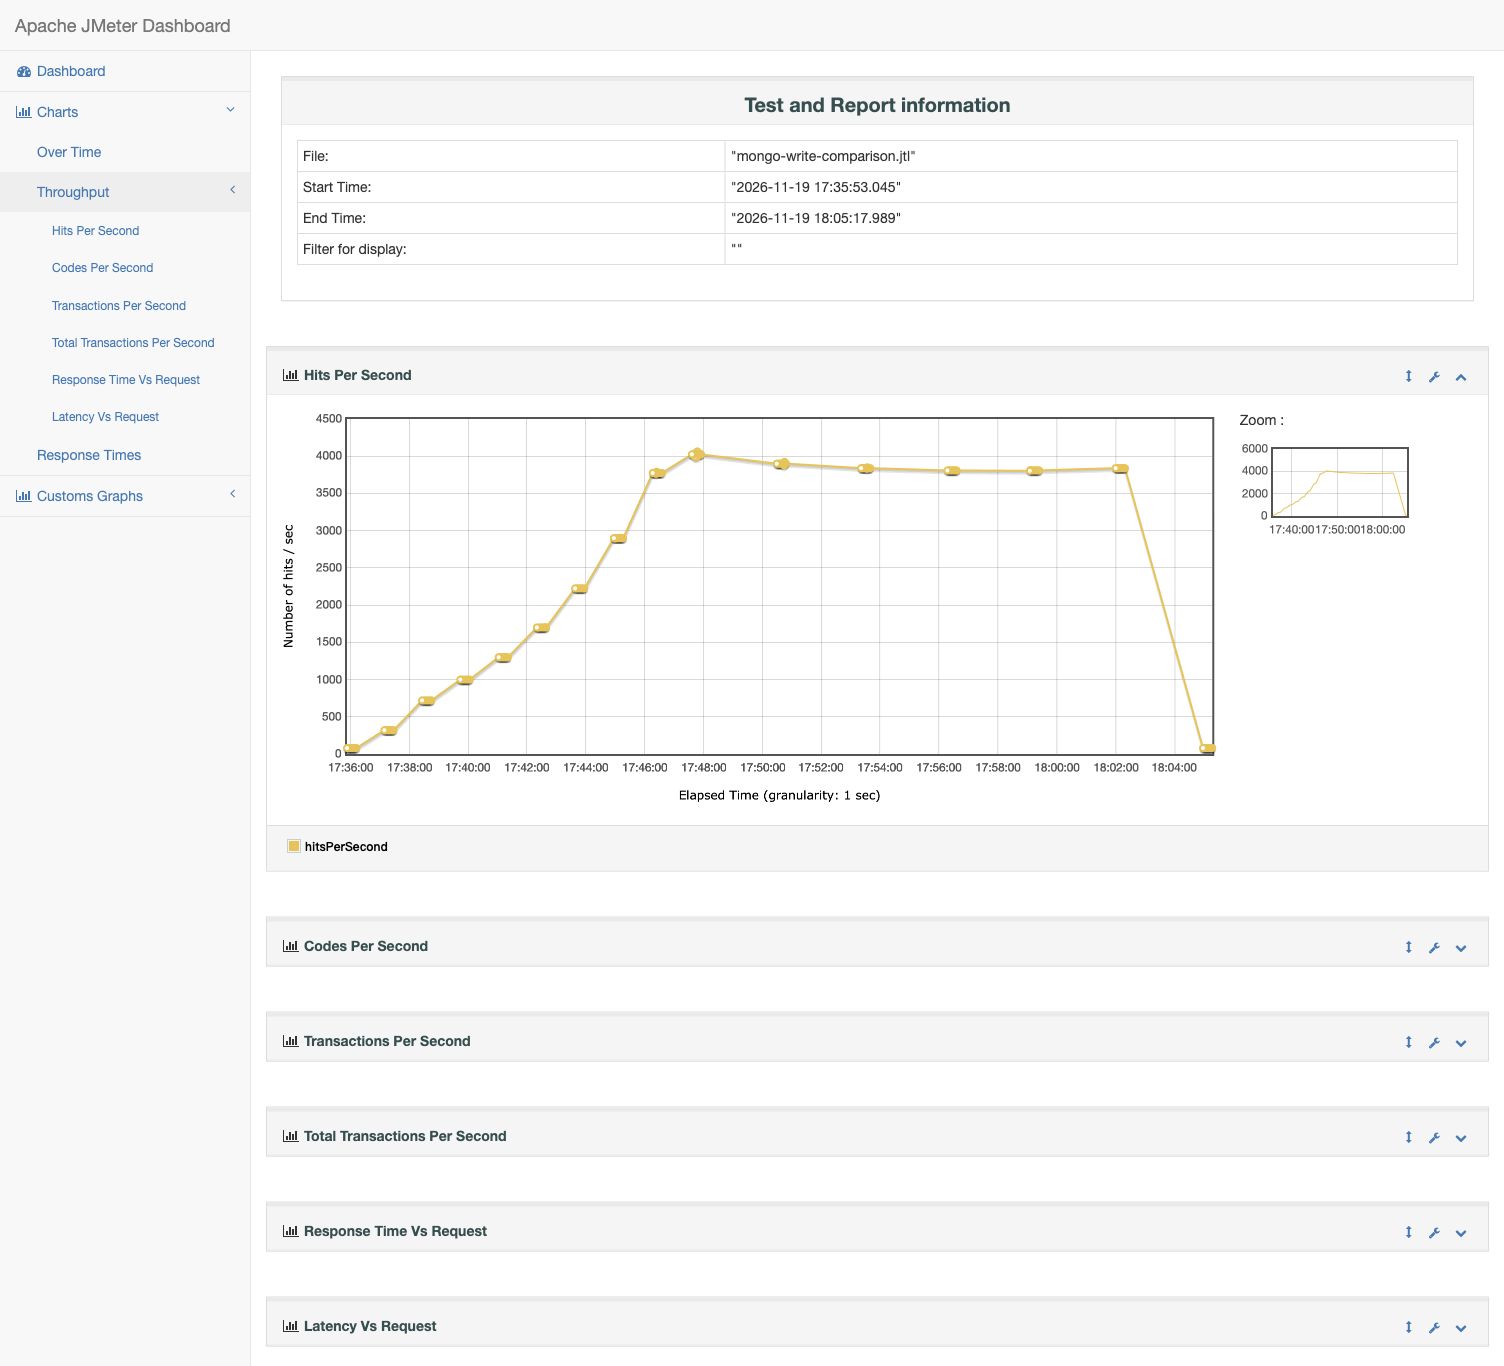 Apache JMeter Dashboard
Dashboard
Charts
Over Time
Throughput
Hits Per Second
Codes Per Second
Transactions Per Second
Total Transactions Per Second
Response Time Vs Request
Latency Vs Request
Response Times
Customs Graphs
Test and Report information
File: "mongo-write-comparison.jtl"
Start Time: "2026-11-19 17:35:53.045"
End Time: "2026-11-19 18:05:17.989"
Filter for display: ""
Hits Per Second
4500
4000
3500
3000
2500
2000
1500
1000
500
0
Number of hits / sec
17:36:00 17:38:00 17:40:00 17:42:00 17:44:00 17:46:00 17:48:00 17:50:00 17:52:00 17:54:00 17:56:00 17:58:00 18:00:00 18:02:00 18:04:00
Elapsed Time (granularity: 1 sec)
Zoom :
6000
4000
2000
0
17:40:00 17:50:00 18:00:00
hitsPerSecond
Codes Per Second
Transactions Per Second
Total Transactions Per Second
Response Time Vs Request
Latency Vs Request